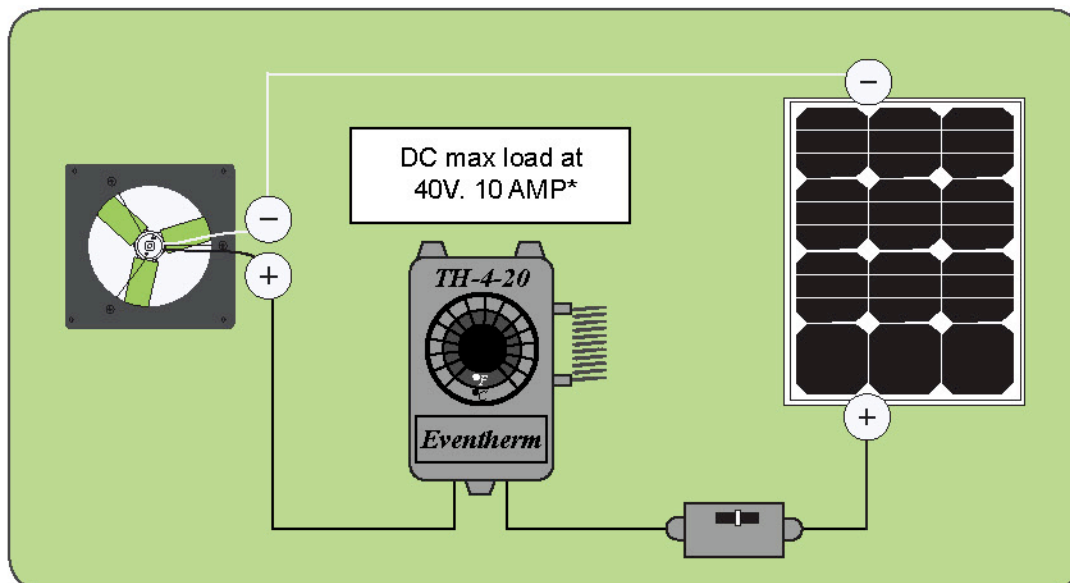 −
−
DC max load at
40V. 10 AMP*
+
TH-4-20
F
C
Eventherm
+